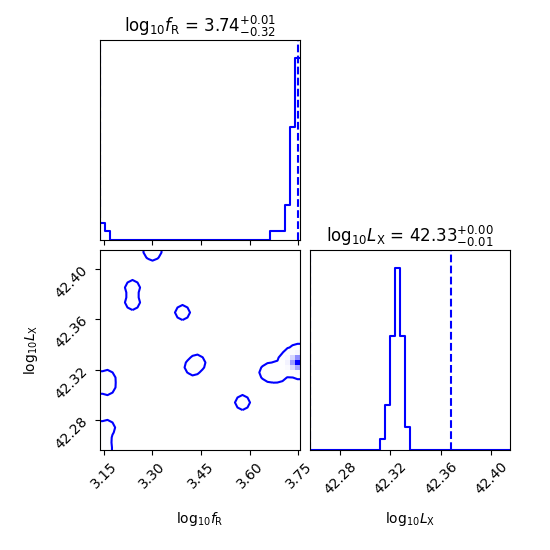 log₁₀f_R = 3.74^{+0.01}_{−0.32}
log₁₀L_X = 42.33^{+0.00}_{−0.01}
log₁₀L_X
42.40
42.36
42.32
42.28
3.15 3.30 3.45 3.60 3.75
42.28 42.32 42.36 42.40
log₁₀f_R
log₁₀L_X